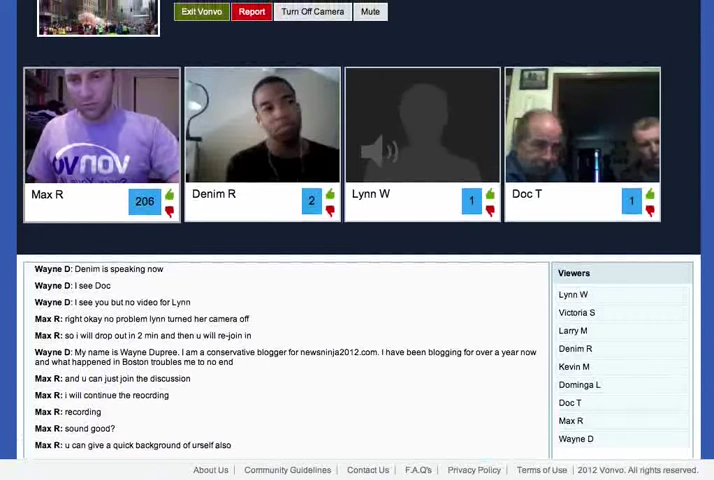 Exit Vonvo Report Turn Off Camera Mute
vonvo
Max R 206
Denim R 2
Lynn W 1
Doc T 1
Wayne D: Denim is speaking now
Wayne D: I see Doc
Wayne D: I see you but no video for Lynn
Max R: right okay no problem lynn turned her camera off
Max R: so i will drop out in 2 min and then u will re-join in
Wayne D: My name is Wayne Dupree. I am a conservative blogger for newsninja2012.com. I have been blogging for over a year now
and what happened in Boston troubles me to no end
Max R: and u can just join the discussion
Max R: i will continue the reocrding
Max R: recording
Max R: sound good?
Max R: u can give a quick background of urself also
Viewers
Lynn W
Victoria S
Larry M
Denim R
Kevin M
Dominga L
Doc T
Max R
Wayne D
About Us | Community Guidelines | Contact Us | F.A.Q's | Privacy Policy | Terms of Use | 2012 Vonvo. All rights reserved.